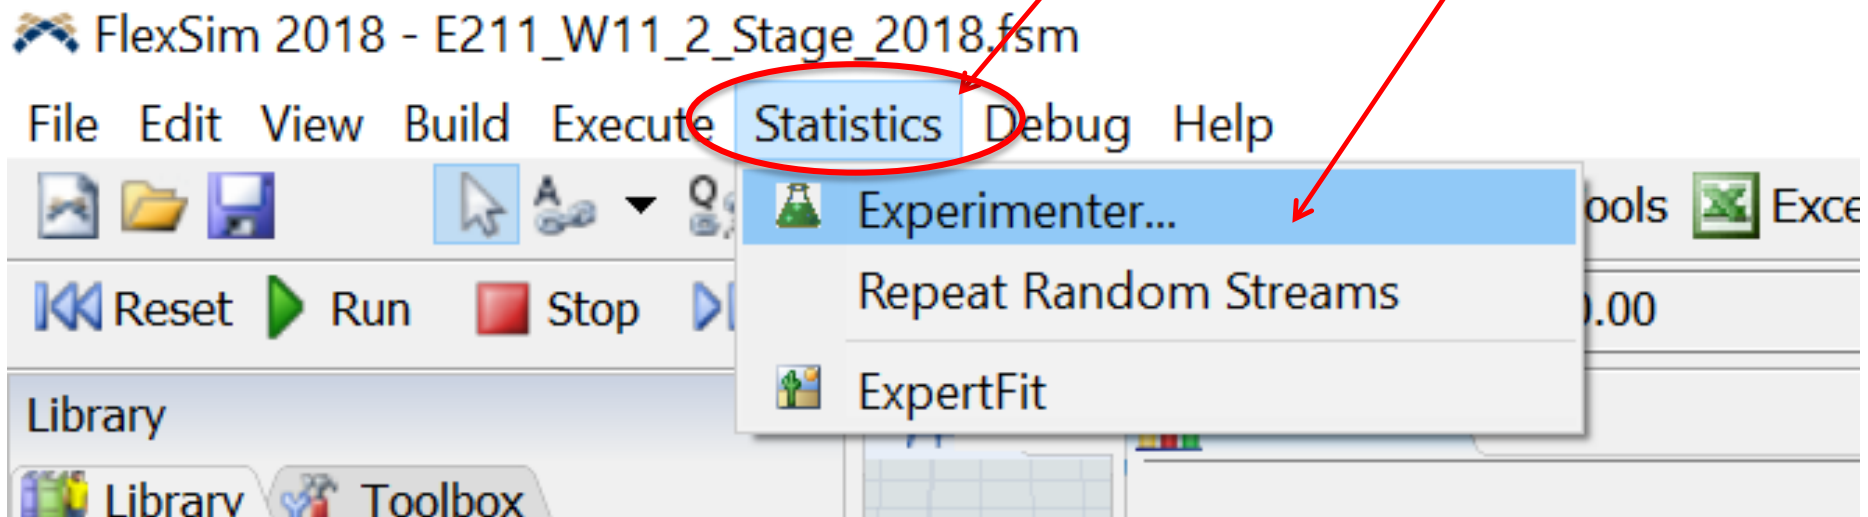 FlexSim 2018 - E211_W11_2_Stage_2018.fsm
File Edit View Build Execute Statistics Debug Help
A Q ools Exce
Experimenter...
Repeat Random Streams
ExpertFit
Reset Run Stop .00
Library
Library Toolbox